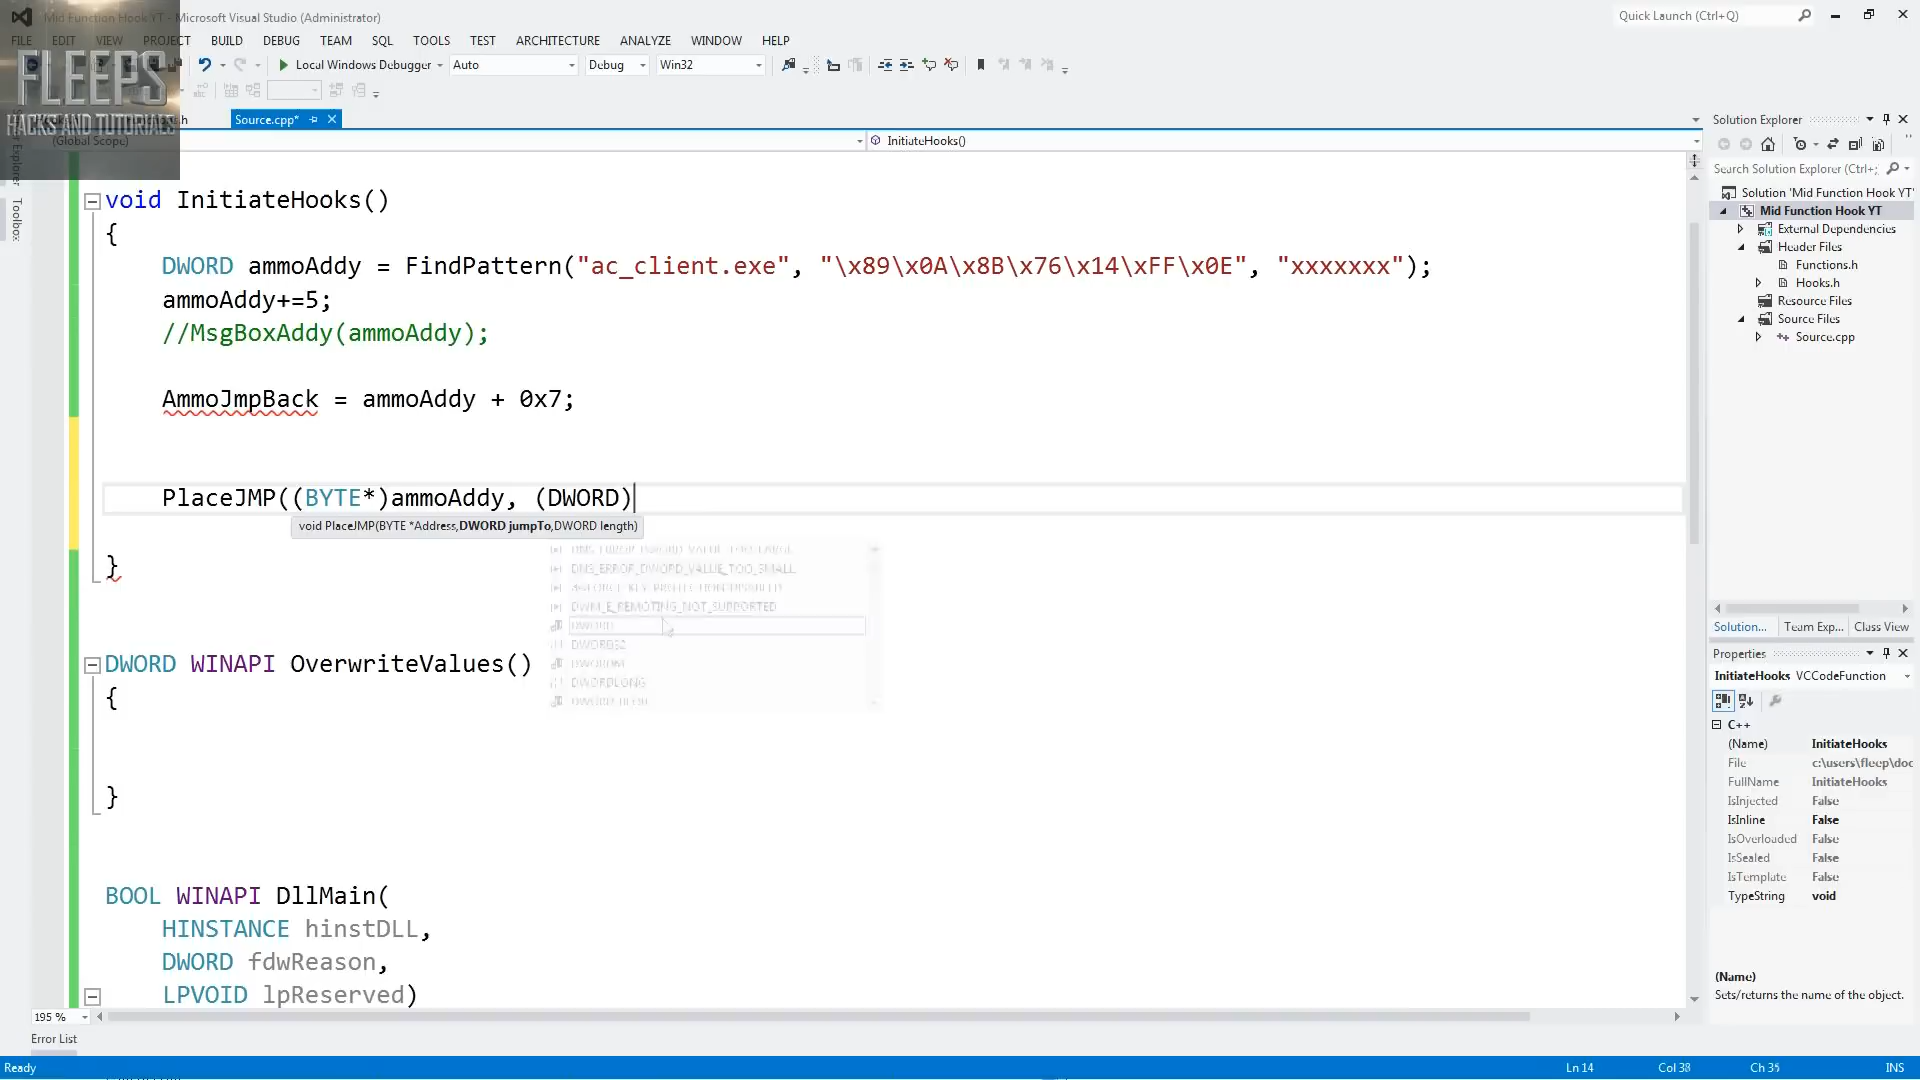 Mid Function Hook YT - Microsoft Visual Studio (Administrator)
Quick Launch (Ctrl+Q)
FILE EDIT VIEW PROJECT BUILD DEBUG TEAM SQL TOOLS TEST ARCHITECTURE ANALYZE WINDOW HELP
FLEEPS
HACKS AND TUTORIALS
Local Windows Debugger Auto Debug Win32
Source.cpp*
(Global Scope)
InitiateHooks()
Toolbox
void InitiateHooks()
{
DWORD ammoAddy = FindPattern("ac_client.exe", "\x89\x0A\x8B\x76\x14\xFF\x0E", "xxxxxxx");
ammoAddy+=5;
//MsgBoxAddy(ammoAddy);
AmmoJmpBack = ammoAddy + 0x7;
PlaceJMP((BYTE*)ammoAddy, (DWORD)
void PlaceJMP(BYTE *Address,DWORD jumpTo,DWORD length)
DNS_ERROR_DWORD_VALUE_TOO_SMALL
DWM_E_REMOTING_NOT_SUPPORTED
DWORD
DWORD32
DWORDLONG
}
DWORD WINAPI OverwriteValues()
{
}
BOOL WINAPI DllMain(
HINSTANCE hinstDLL,
DWORD fdwReason,
LPVOID lpReserved)
195 %
Error List
Ready
Ln 14
Col 38
Ch 35
INS
Solution Explorer
Search Solution Explorer (Ctrl+;
Solution 'Mid Function Hook YT'
Mid Function Hook YT
External Dependencies
Header Files
Functions.h
Hooks.h
Resource Files
Source Files
Source.cpp
Solution... Team Exp... Class View
Properties
InitiateHooks VCCodeFunction
C++
(Name) InitiateHooks
File c:\users\fleep\doc
FullName InitiateHooks
IsInjected False
IsInline False
IsOverloaded False
IsSealed False
IsTemplate False
TypeString void
(Name)
Sets/returns the name of the object.